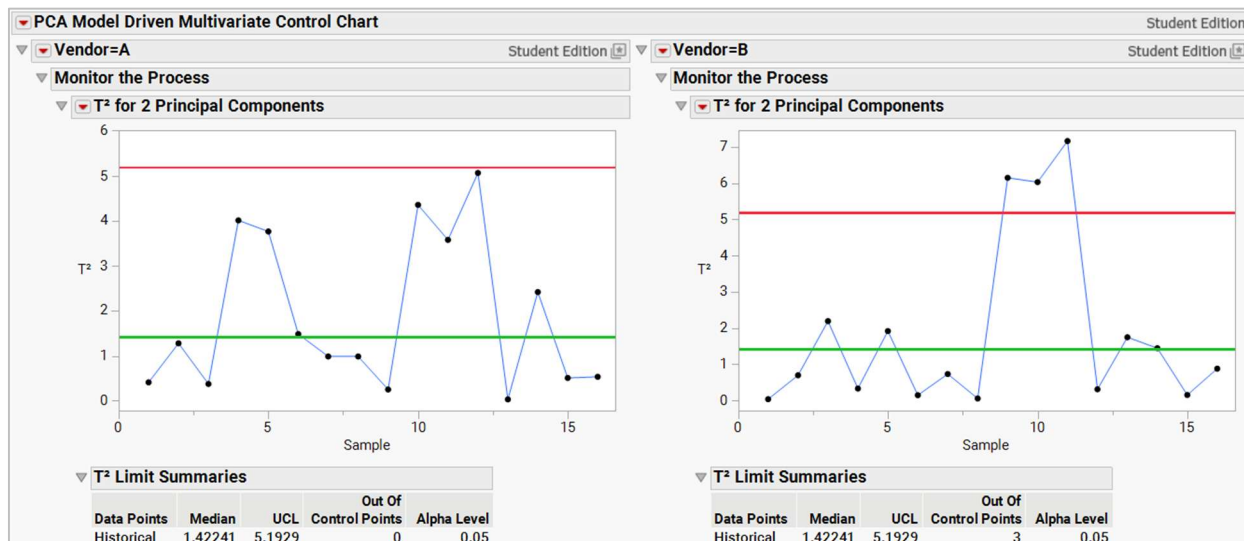 PCA Model Driven Multivariate Control Chart Student Edition
Vendor=A Student Edition
Monitor the Process
T² for 2 Principal Components
6
5
4
3
2
1
0
T²
0 5 10 15
Sample
T² Limit Summaries
Data Points Median UCL Out Of Control Points Alpha Level
Historical 1.42241 5.1929 0 0.05
Vendor=B Student Edition
Monitor the Process
T² for 2 Principal Components
7
6
5
4
3
2
1
0
T²
0 5 10 15
Sample
T² Limit Summaries
Data Points Median UCL Out Of Control Points Alpha Level
Historical 1.42241 5.1929 3 0.05